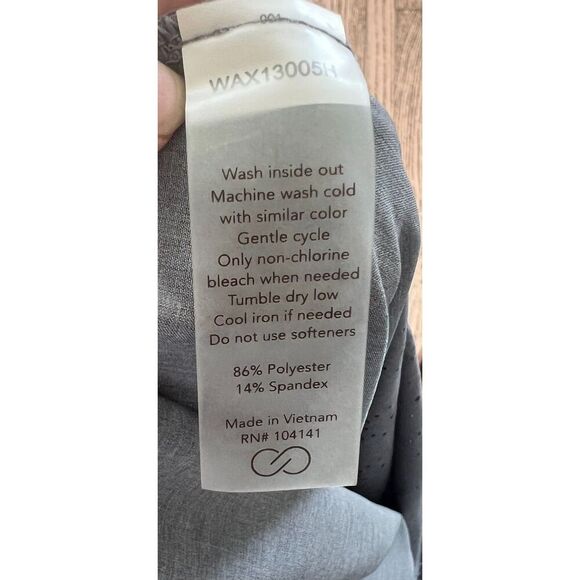 001
WAX13005H
Wash inside out
Machine wash cold
with similar color
Gentle cycle
Only non-chlorine
bleach when needed
Tumble dry low
Cool iron if needed
Do not use softeners
86% Polyester
14% Spandex
Made in Vietnam
RN# 104141